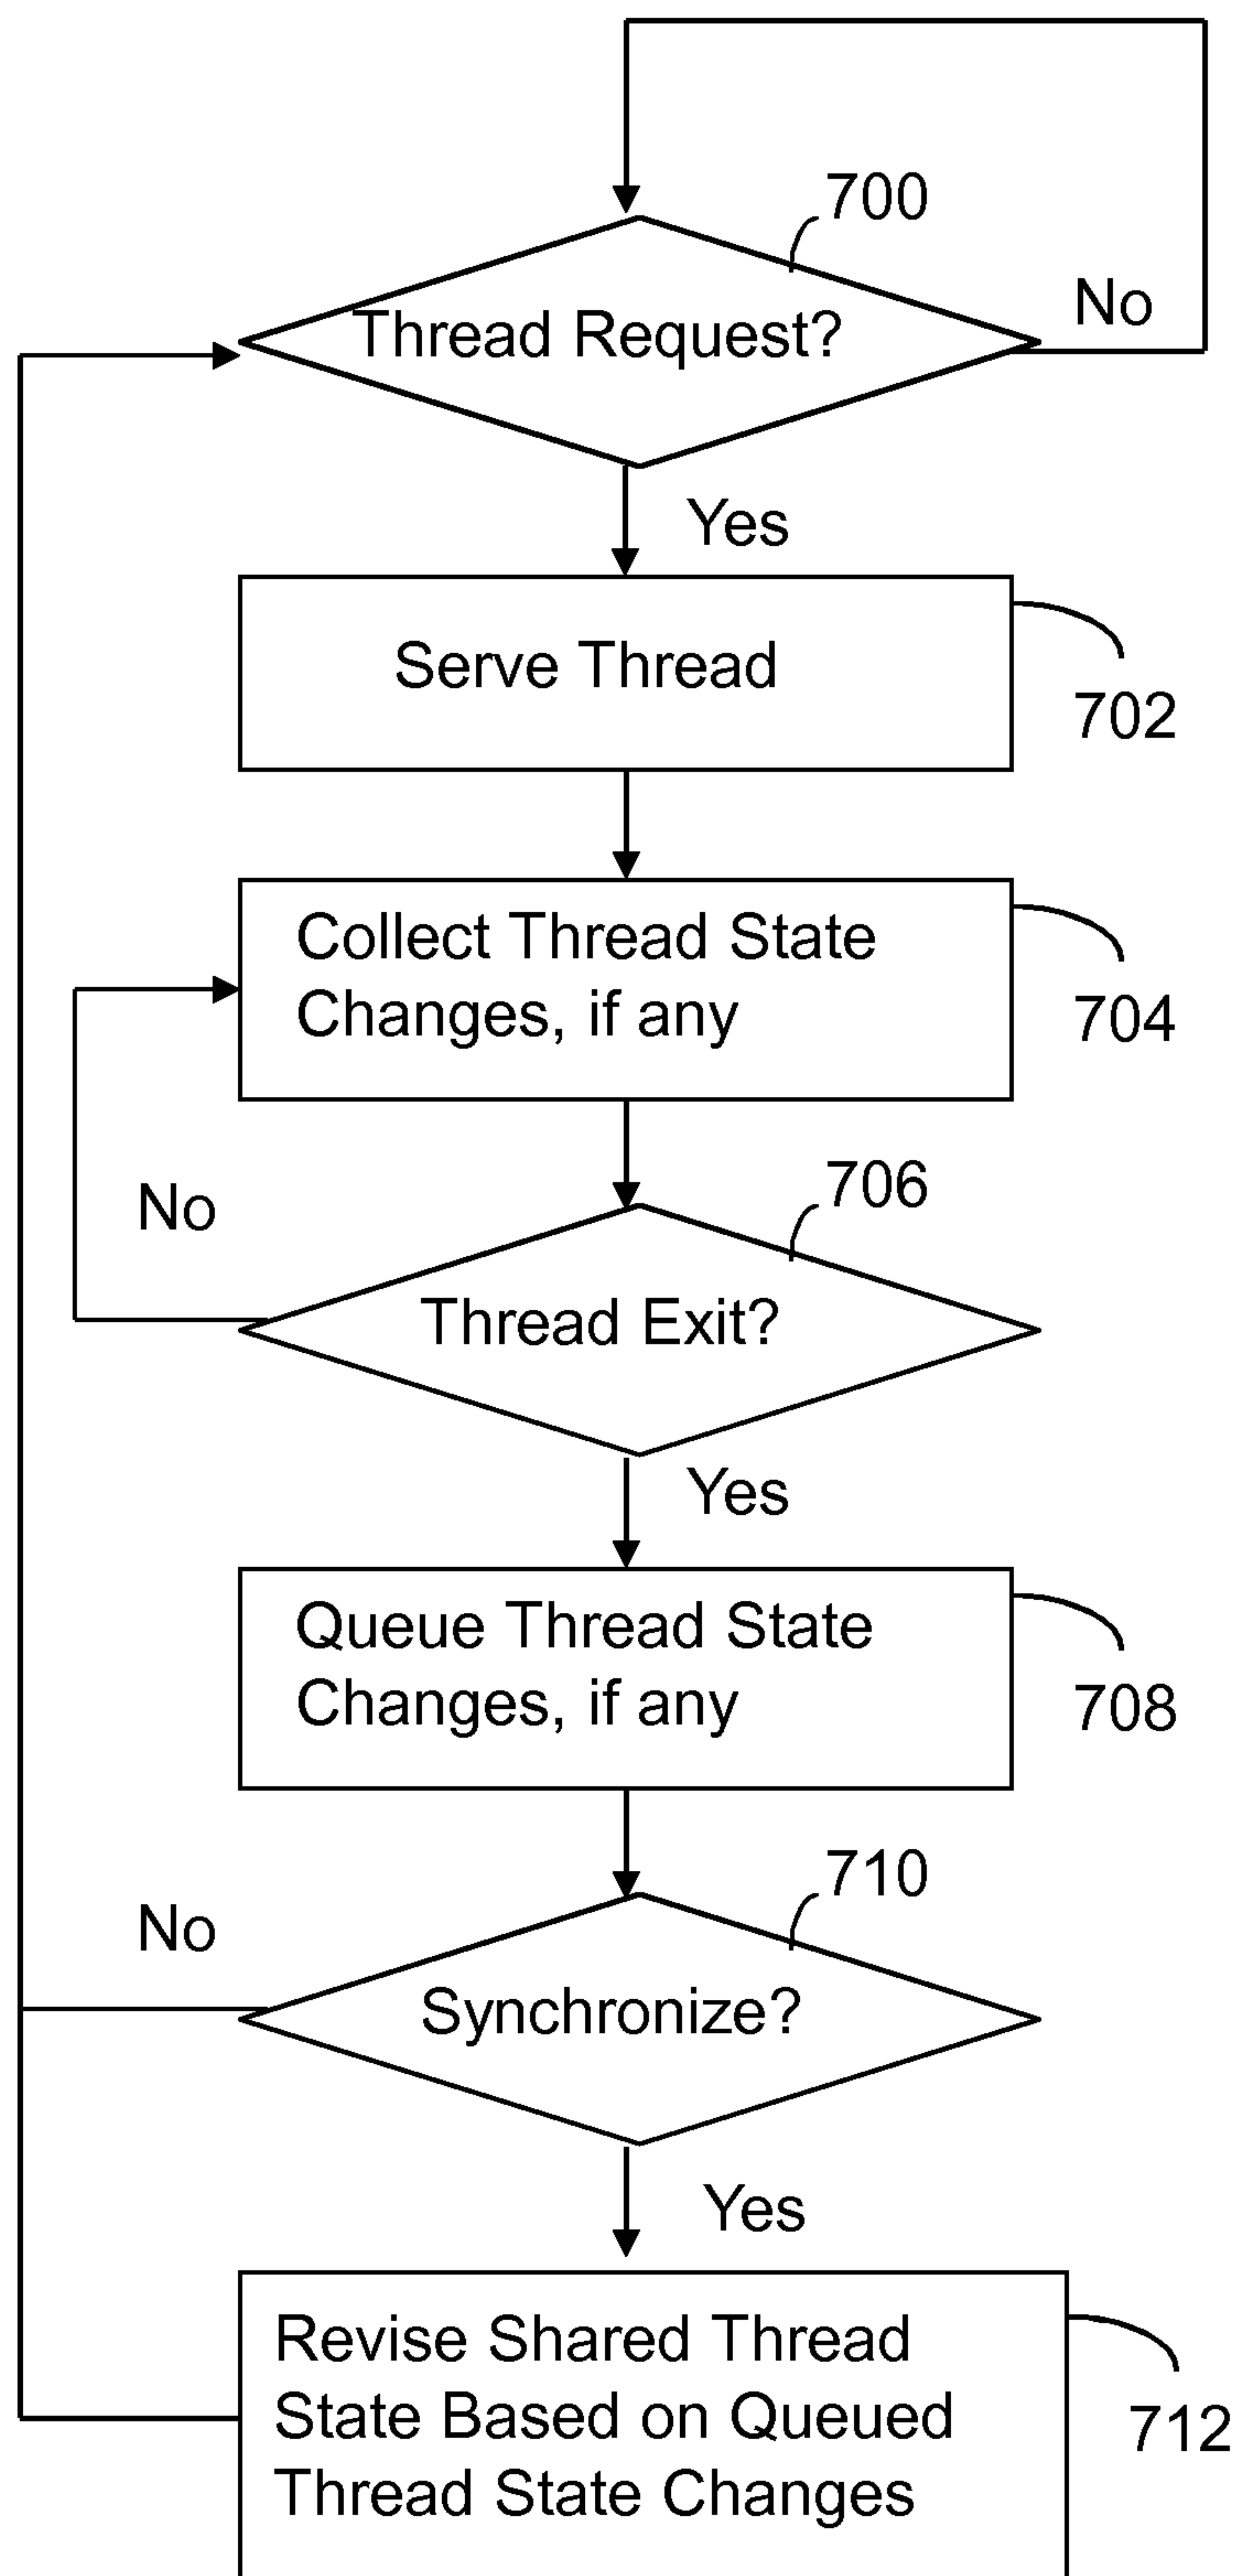 700
Thread Request?
No
Yes
Serve Thread
702
Collect Thread State
Changes, if any
704
No
706
Thread Exit?
Yes
Queue Thread State
Changes, if any
708
710
No
Synchronize?
Yes
Revise Shared Thread
State Based on Queued
Thread State Changes
712